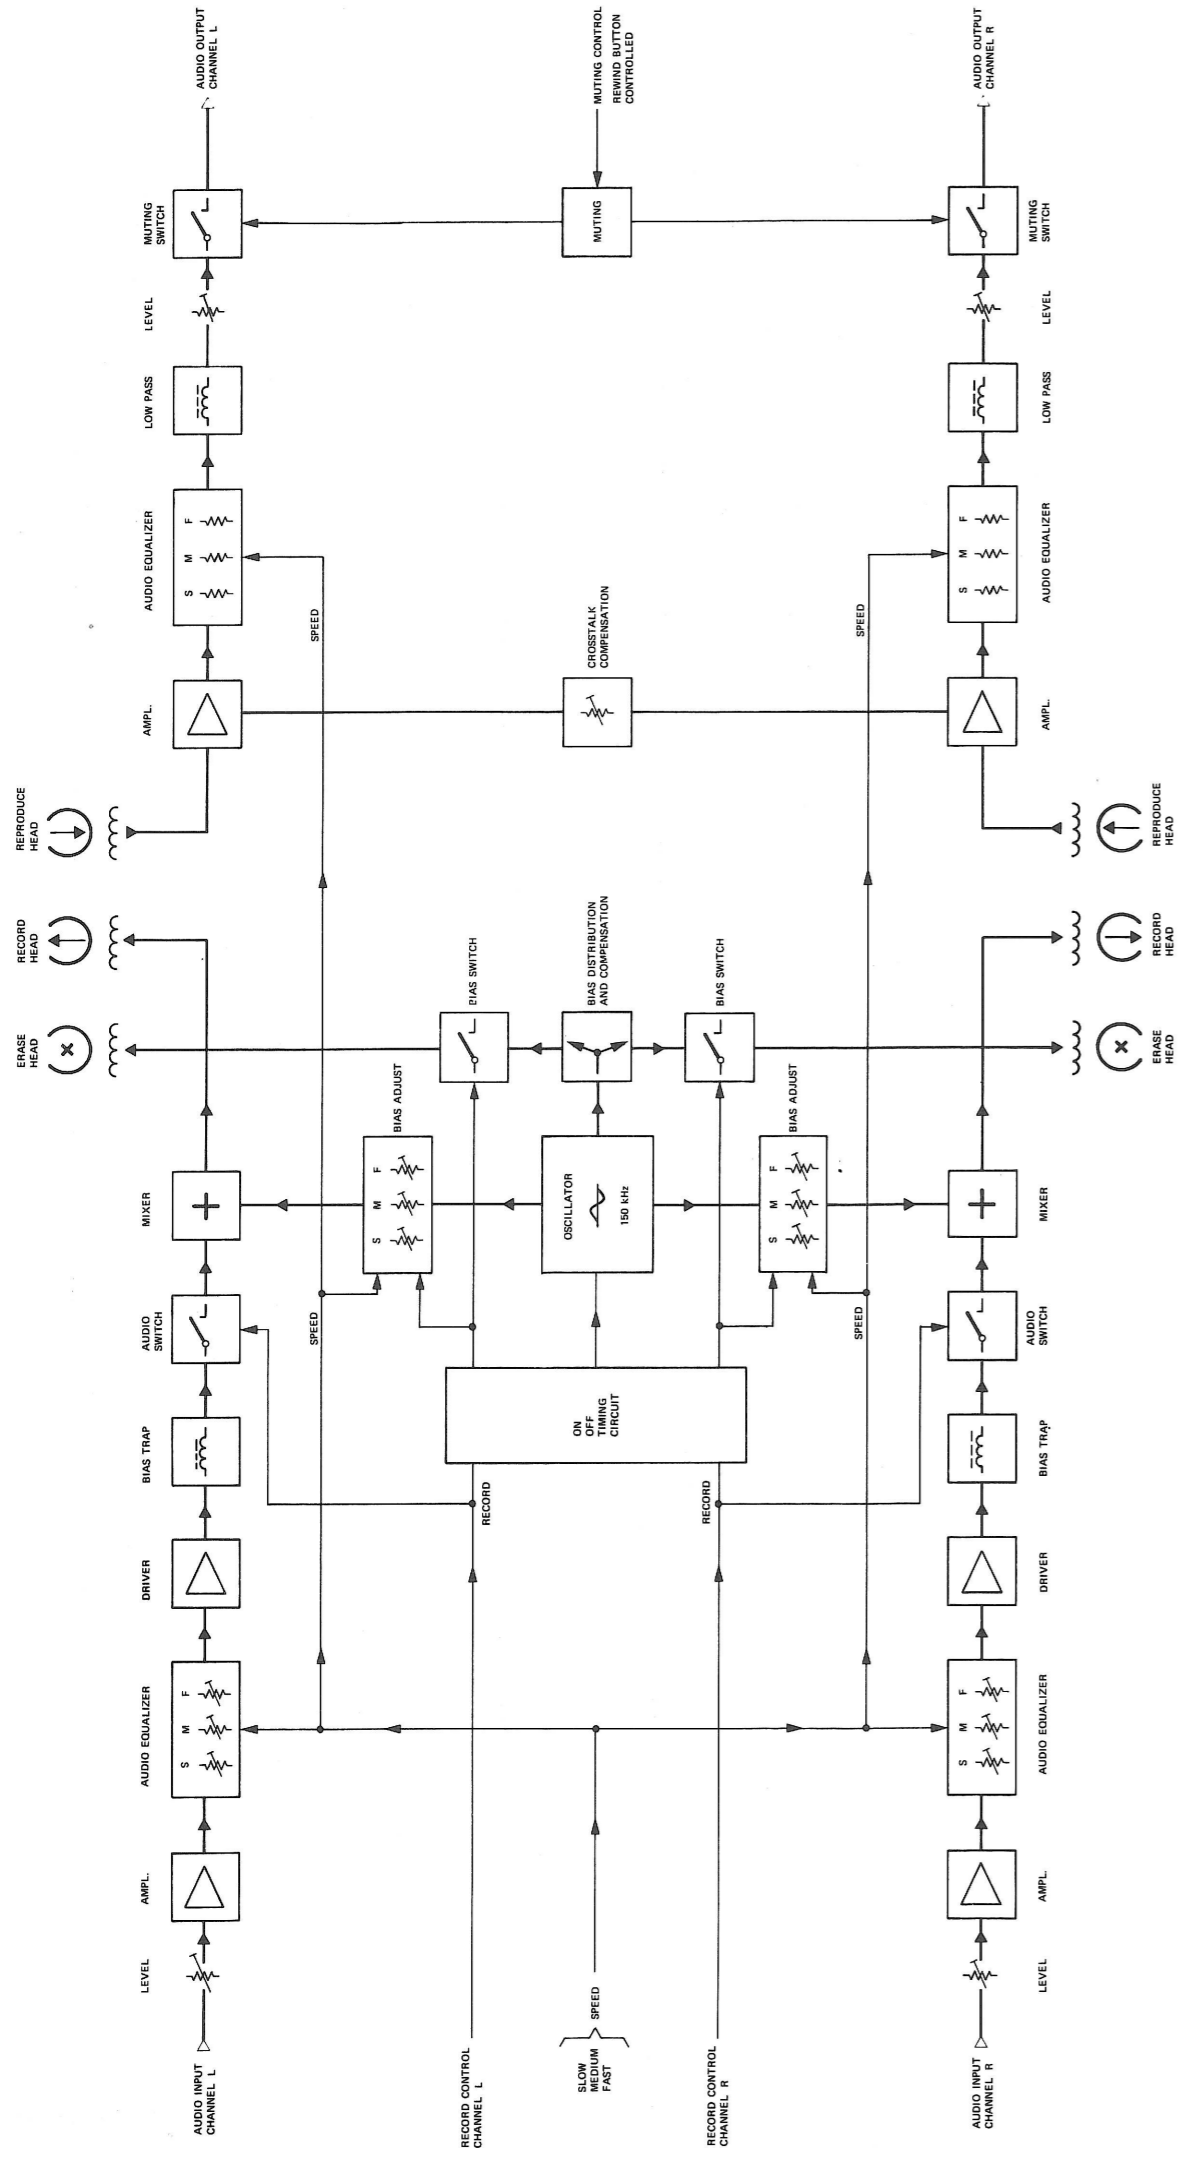 AUDIO INPUT
CHANNEL L
LEVEL
AMPL.
AUDIO EQUALIZER
S M F
DRIVER
BIAS TRAP
AUDIO
SWITCH
MIXER
ERASE
HEAD
RECORD
HEAD
REPRODUCE
HEAD
AMPL.
AUDIO EQUALIZER
S M F
LOW PASS
LEVEL
MUTING
SWITCH
AUDIO OUTPUT
CHANNEL L
SPEED
SPEED
BIAS ADJUST
S M F
RECORD CONTROL
CHANNEL L
RECORD
BIAS SWITCH
SLOW
MEDIUM
FAST
SPEED
ON
OFF
TIMING
CIRCUIT
OSCILLATOR
150 kHz
BIAS DISTRIBUTION
AND COMPENSATION
CROSSTALK
COMPENSATION
MUTING
MUTING CONTROL
REWIND BUTTON
CONTROLLED
RECORD CONTROL
CHANNEL R
RECORD
BIAS SWITCH
BIAS ADJUST
S M F
SPEED
SPEED
AUDIO INPUT
CHANNEL R
LEVEL
AMPL.
AUDIO EQUALIZER
S M F
DRIVER
BIAS TRAP
AUDIO
SWITCH
MIXER
ERASE
HEAD
RECORD
HEAD
REPRODUCE
HEAD
AMPL.
AUDIO EQUALIZER
S M F
LOW PASS
LEVEL
MUTING
SWITCH
AUDIO OUTPUT
CHANNEL R